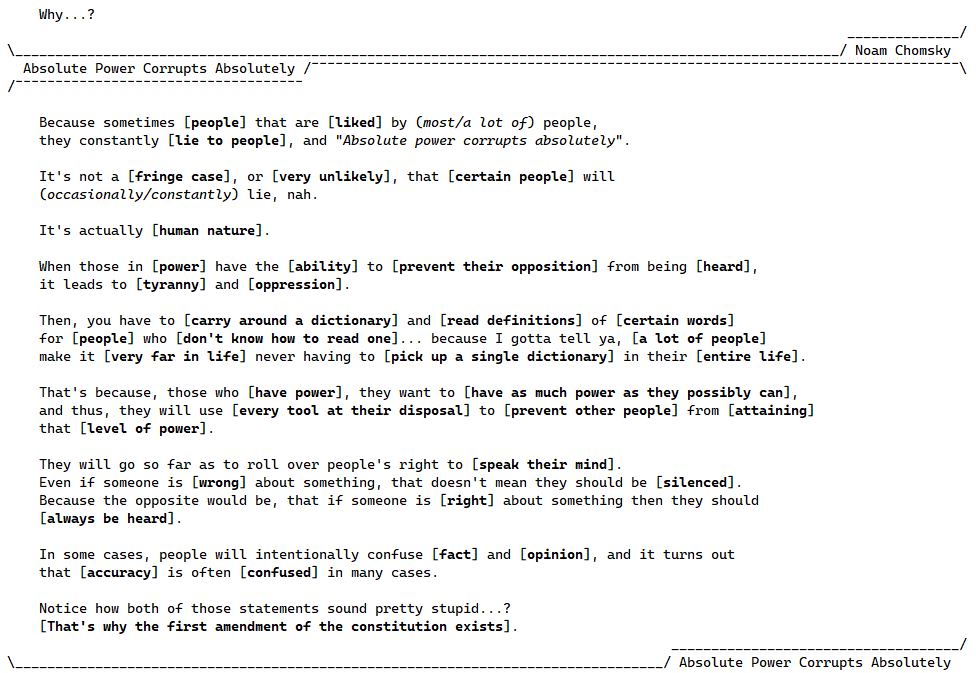 Why...?
Noam Chomsky
Absolute Power Corrupts Absolutely
Because sometimes [people] that are [liked] by (most/a lot of) people,
they constantly [lie to people], and "Absolute power corrupts absolutely".
It's not a [fringe case], or [very unlikely], that [certain people] will
(occasionally/constantly) lie, nah.
It's actually [human nature].
When those in [power] have the [ability] to [prevent their opposition] from being [heard],
it leads to [tyranny] and [oppression].
Then, you have to [carry around a dictionary] and [read definitions] of [certain words]
for [people] who [don't know how to read one]... because I gotta tell ya, [a lot of people]
make it [very far in life] never having to [pick up a single dictionary] in their [entire life].
That's because, those who [have power], they want to [have as much power as they possibly can],
and thus, they will use [every tool at their disposal] to [prevent other people] from [attaining]
that [level of power].
They will go so far as to roll over people's right to [speak their mind].
Even if someone is [wrong] about something, that doesn't mean they should be [silenced].
Because the opposite would be, that if someone is [right] about something then they should
[always be heard].
In some cases, people will intentionally confuse [fact] and [opinion], and it turns out
that [accuracy] is often [confused] in many cases.
Notice how both of those statements sound pretty stupid...?
[That's why the first amendment of the constitution exists].
Absolute Power Corrupts Absolutely